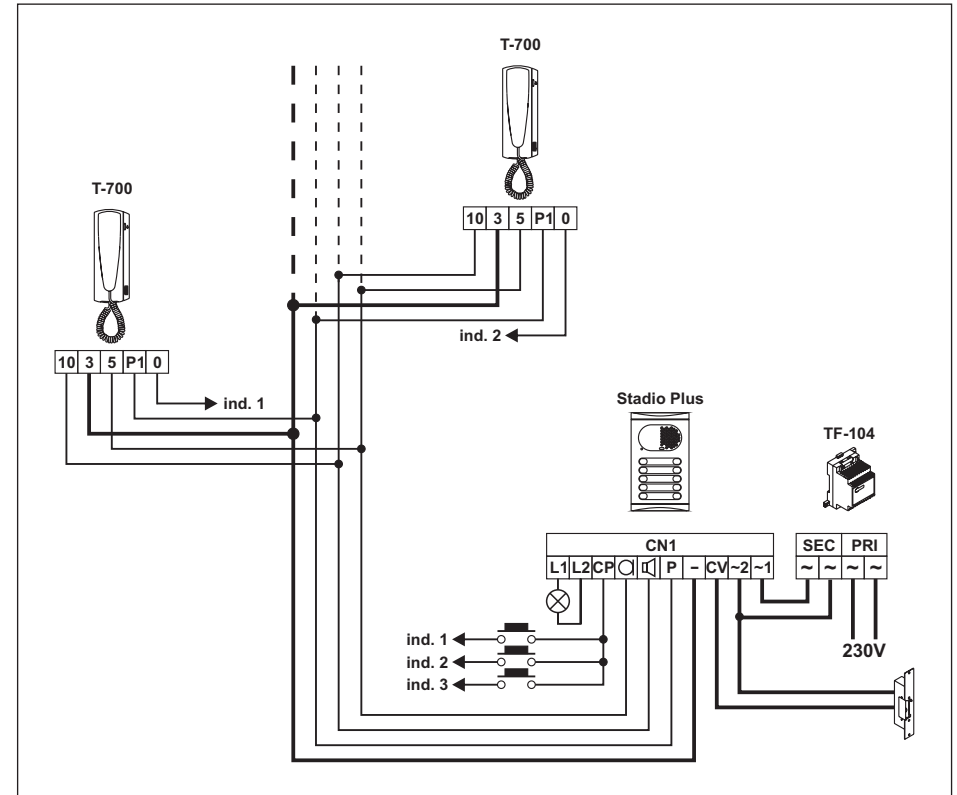 T-700
T-700
10 3 5 P1 0
ind. 2
10 3 5 P1 0
ind. 1
Stadio Plus
TF-104
CN1
SEC PRI
L1 L2 CP P – CV ~2 ~1
~ ~ ~ ~
230V
ind. 1
ind. 2
ind. 3